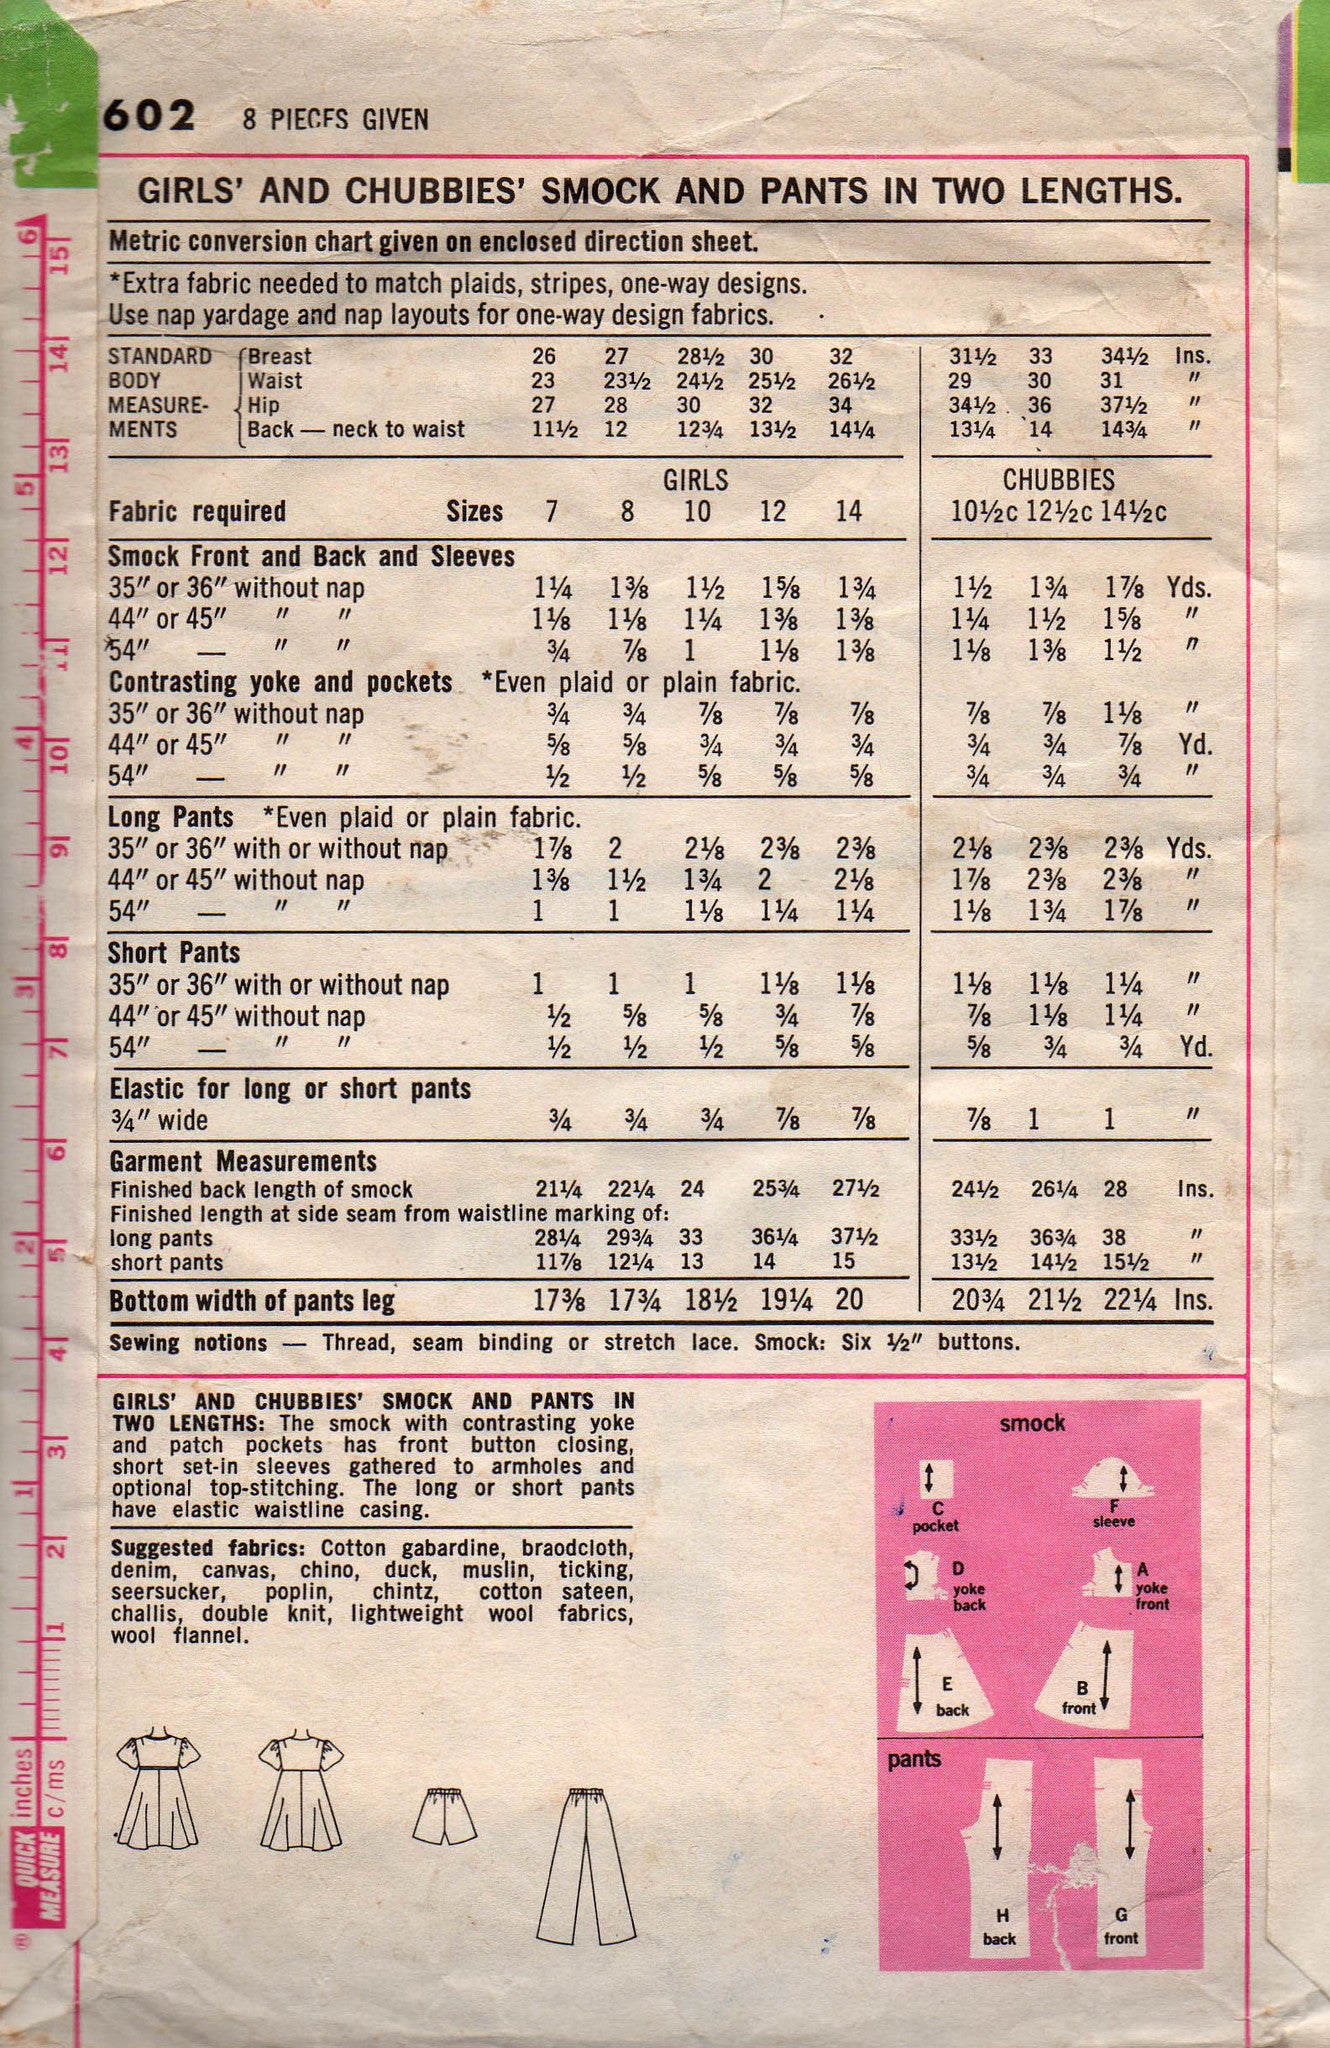 602 8 PIECES GIVEN
GIRLS' AND CHUBBIES' SMOCK AND PANTS IN TWO LENGTHS.
Metric conversion chart given on enclosed direction sheet.
*Extra fabric needed to match plaids, stripes, one-way designs.
Use nap yardage and nap layouts for one-way design fabrics.
STANDARD Breast 26 27 28½ 30 32 31½ 33 34½ Ins.
BODY Waist 23 23½ 24½ 25½ 26½ 29 30 31 "
MEASURE- Hip 27 28 30 32 34 34½ 36 37½ "
MENTS Back — neck to waist 11½ 12 12¾ 13½ 14¼ 13¼ 14 14¾ "
GIRLS CHUBBIES
Fabric required Sizes 7 8 10 12 14 10½c 12½c 14½c
Smock Front and Back and Sleeves
35" or 36" without nap 1¼ 1⅜ 1½ 1⅝ 1¾ 1½ 1¾ 1⅞ Yds.
44" or 45" " " 1⅛ 1⅛ 1¼ 1⅜ 1⅜ 1¼ 1½ 1⅝ "
54" — " " ¾ ⅞ 1 1⅛ 1⅜ 1⅛ 1⅜ 1½ "
Contrasting yoke and pockets *Even plaid or plain fabric.
35" or 36" without nap ¾ ¾ ⅞ ⅞ ⅞ ⅞ ⅞ 1⅛ "
44" or 45" " " ⅝ ⅝ ¾ ¾ ¾ ¾ ¾ ⅞ Yd.
54" — " " ½ ½ ⅝ ⅝ ⅝ ¾ ¾ ¾ "
Long Pants *Even plaid or plain fabric.
35" or 36" with or without nap 1⅞ 2 2⅛ 2⅜ 2⅜ 2⅛ 2⅜ 2⅜ Yds.
44" or 45" without nap 1⅜ 1½ 1¾ 2 2⅛ 1⅞ 2⅜ 2⅜ "
54" — " " 1 1 1⅛ 1¼ 1¼ 1⅛ 1¾ 1⅞ "
Short Pants
35" or 36" with or without nap 1 1 1 1⅛ 1⅛ 1⅛ 1⅛ 1¼ "
44" or 45" without nap ½ ⅝ ⅝ ¾ ⅞ ⅞ 1⅛ 1¼ "
54" — " " ½ ½ ½ ⅝ ⅝ ⅝ ¾ ¾ Yd.
Elastic for long or short pants
¾" wide ¾ ¾ ¾ ⅞ ⅞ ⅞ 1 1 "
Garment Measurements
Finished back length of smock 21¼ 22¼ 24 25¾ 27½ 24½ 26¼ 28 Ins.
Finished length at side seam from waistline marking of:
long pants 28¼ 29¾ 33 36¼ 37½ 33½ 36¾ 38 "
short pants 11⅞ 12¼ 13 14 15 13½ 14½ 15½ "
Bottom width of pants leg 17⅜ 17¾ 18½ 19¼ 20 20¾ 21½ 22¼ Ins.
Sewing notions — Thread, seam binding or stretch lace. Smock: Six ½" buttons.
GIRLS' AND CHUBBIES' SMOCK AND PANTS IN
TWO LENGTHS: The smock with contrasting yoke
and patch pockets has front button closing,
short set-in sleeves gathered to armholes and
optional top-stitching. The long or short pants
have elastic waistline casing.
Suggested fabrics: Cotton gabardine, braodcloth,
denim, canvas, chino, duck, muslin, ticking,
seersucker, poplin, chintz, cotton sateen,
challis, double knit, lightweight wool fabrics,
wool flannel.
smock
C
pocket
F
sleeve
D
yoke
back
A
yoke
front
E
back
B
front
pants
H
back
G
front
6 5 4 3 2 1 inches
15 14 13 12 11 10 9 8 7 6 5 4 3 2 1 c/ms
QUICK
MEASURE
®